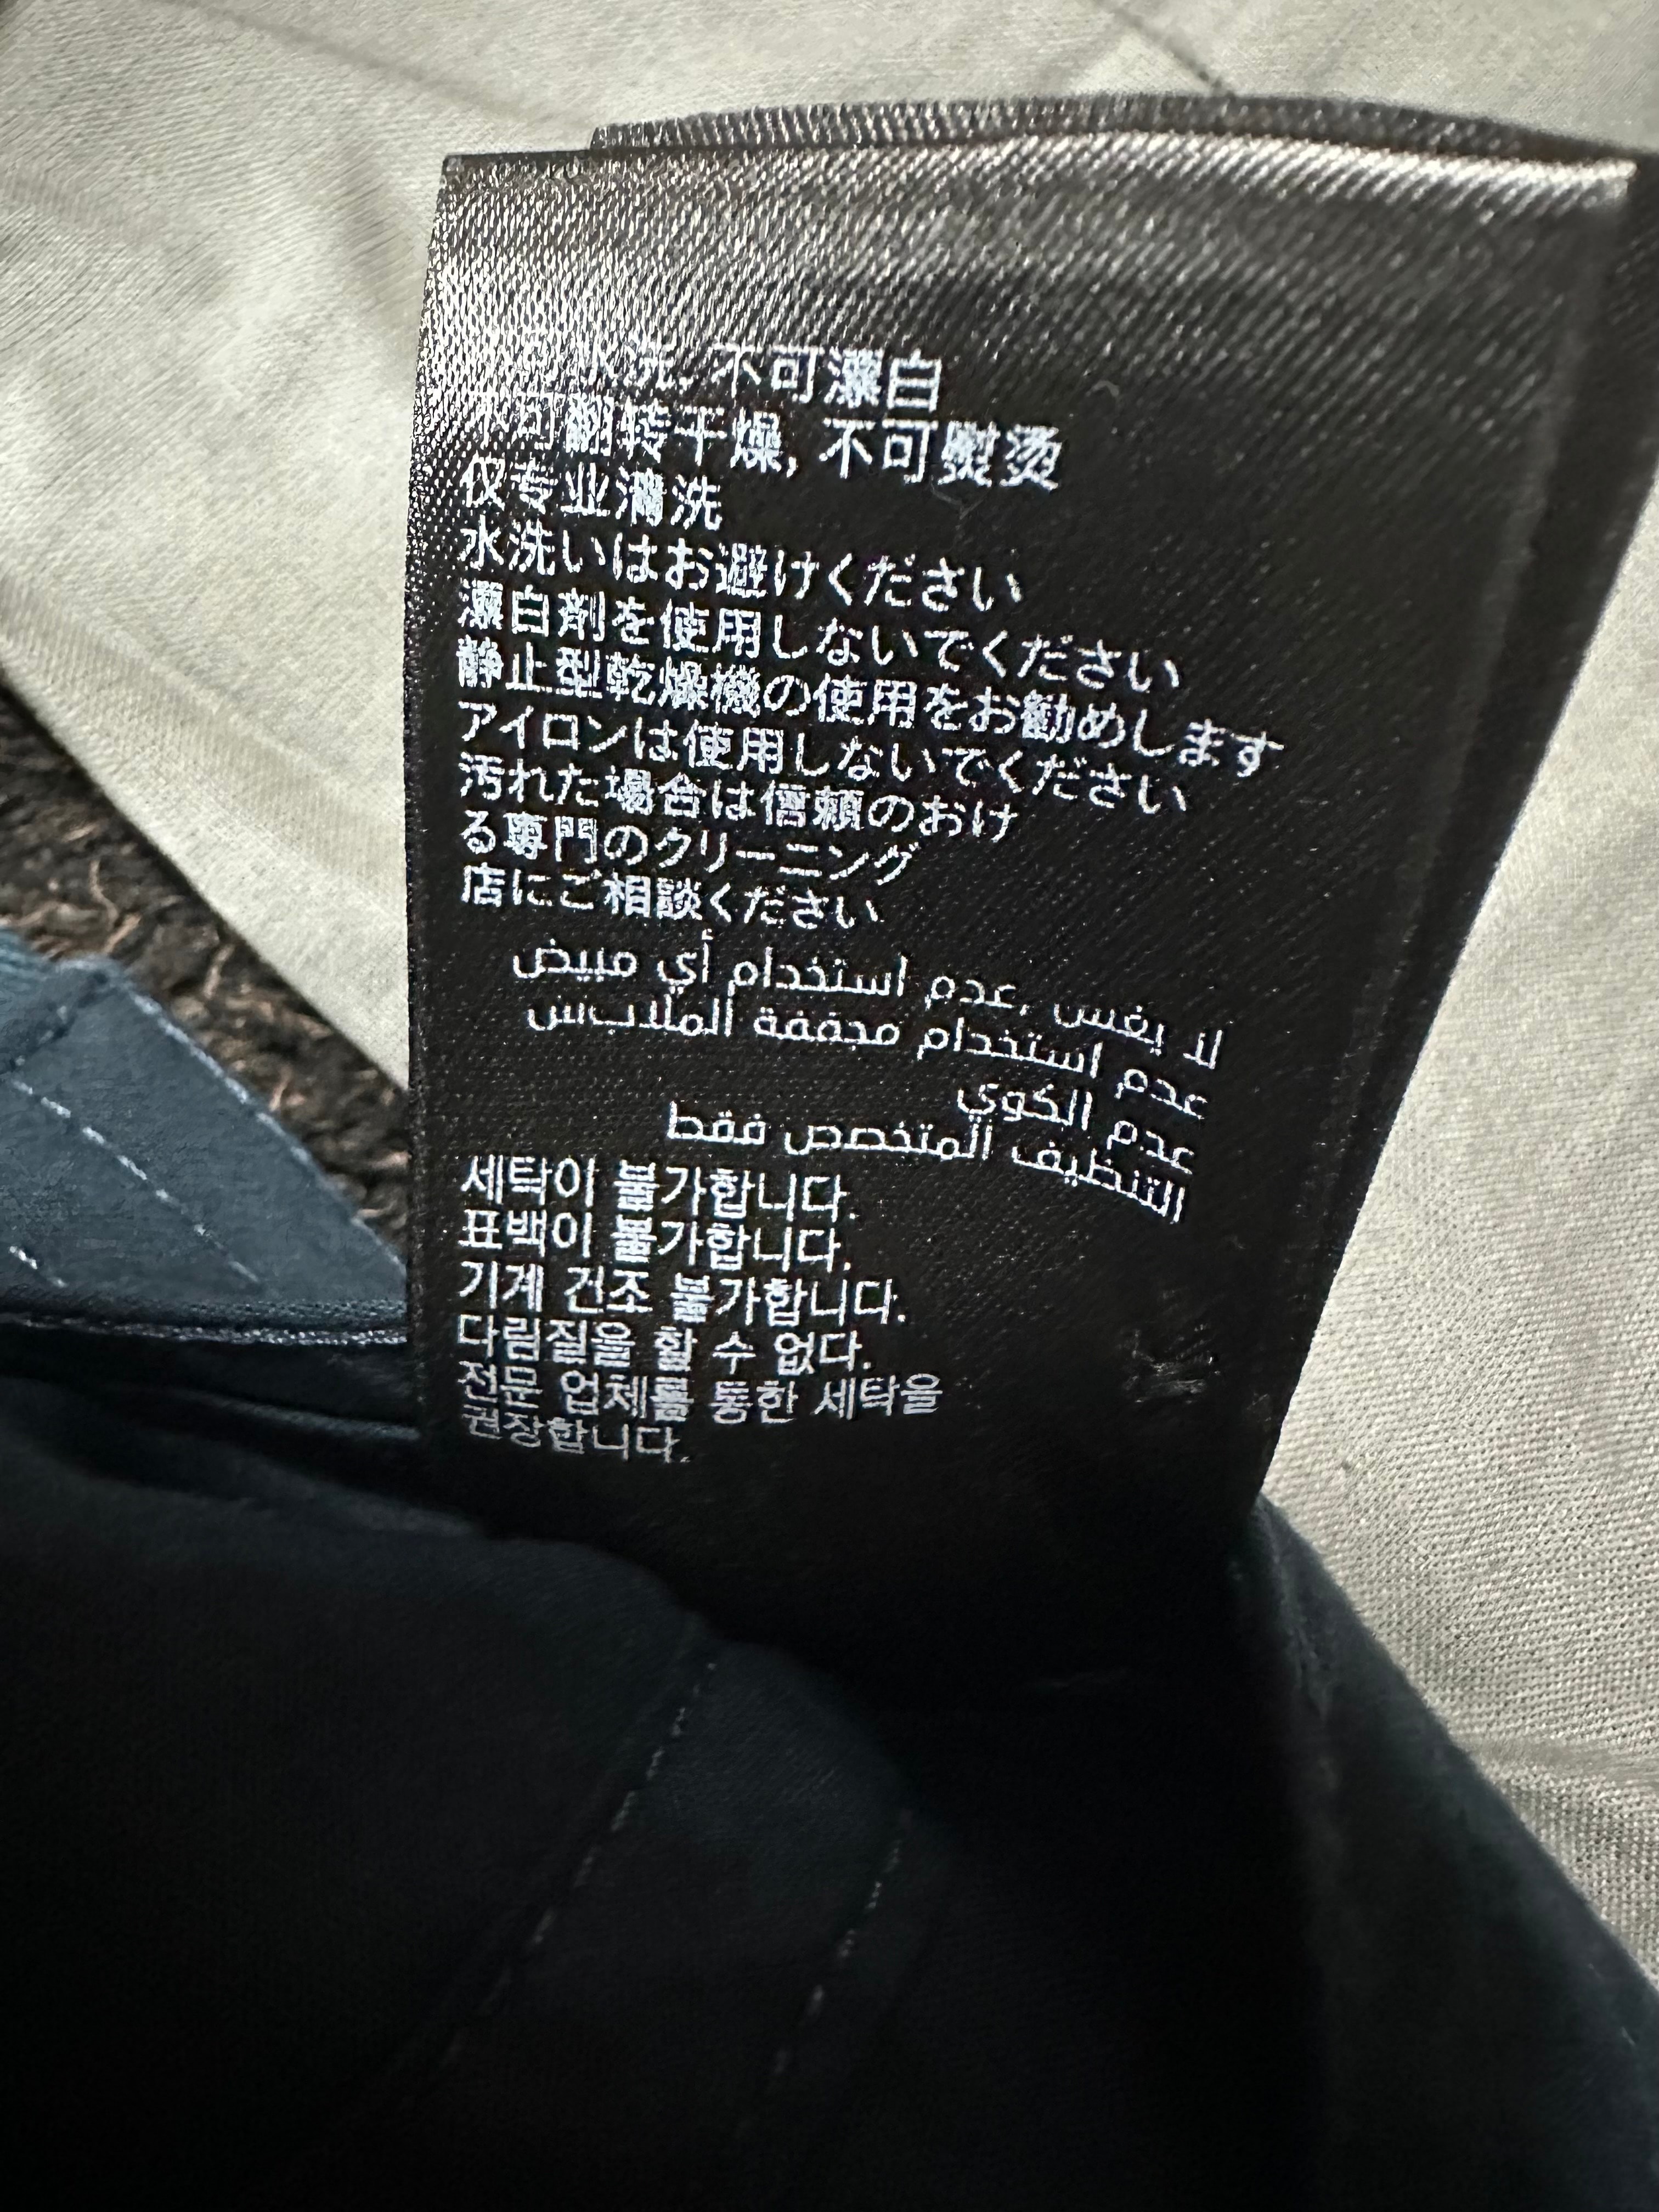 不可水洗, 不可漂白
不可翻转干燥, 不可熨烫
仅专业清洗
水洗いはお避けください
漂白剤を使用しないでください
静止型乾燥機の使用をお勧めします
アイロンは使用しないでください
汚れた場合は信頼のおけ
る専門のクリーニング
店にご相談ください
لا يغسل ,عدم استخدام أي مبيض
عدم استخدام مجففة الملابس
عدم الكوي
التنظيف المتخصص فقط
세탁이 불가합니다.
표백이 불가합니다.
기계 건조 불가합니다.
다림질을 할 수 없다.
전문 업체를 통한 세탁을
권장합니다.